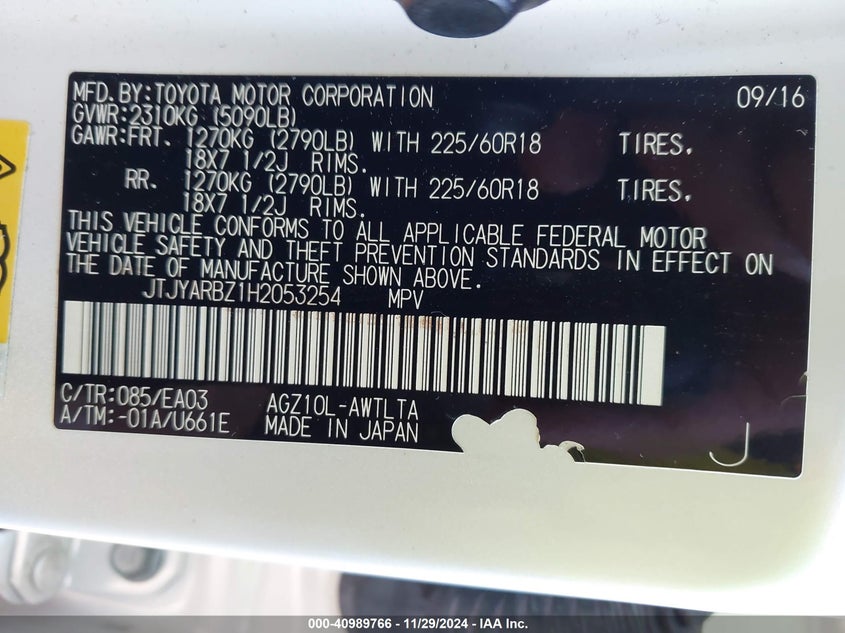 MFD.BY:TOYOTA MOTOR CORPORATION 09/16
GVWR:2310KG (5090LB)
GAWR:FRT. 1270KG (2790LB) WITH 225/60R18 TIRES.
18X7 1/2J RIMS.
RR. 1270KG (2790LB) WITH 225/60R18 TIRES.
18X7 1/2J RIMS.
THIS VEHICLE CONFORMS TO ALL APPLICABLE FEDERAL MOTOR
VEHICLE SAFETY AND THEFT PREVENTION STANDARDS IN EFFECT ON
THE DATE OF MANUFACTURE SHOWN ABOVE.
JTJYARBZ1H2053254 MPV
C/TR:085/EA03 AGZ10L-AWTLTA
A/TM:-01A/U661E MADE IN JAPAN
J
000-40989766 - 11/29/2024 - IAAI Inc.